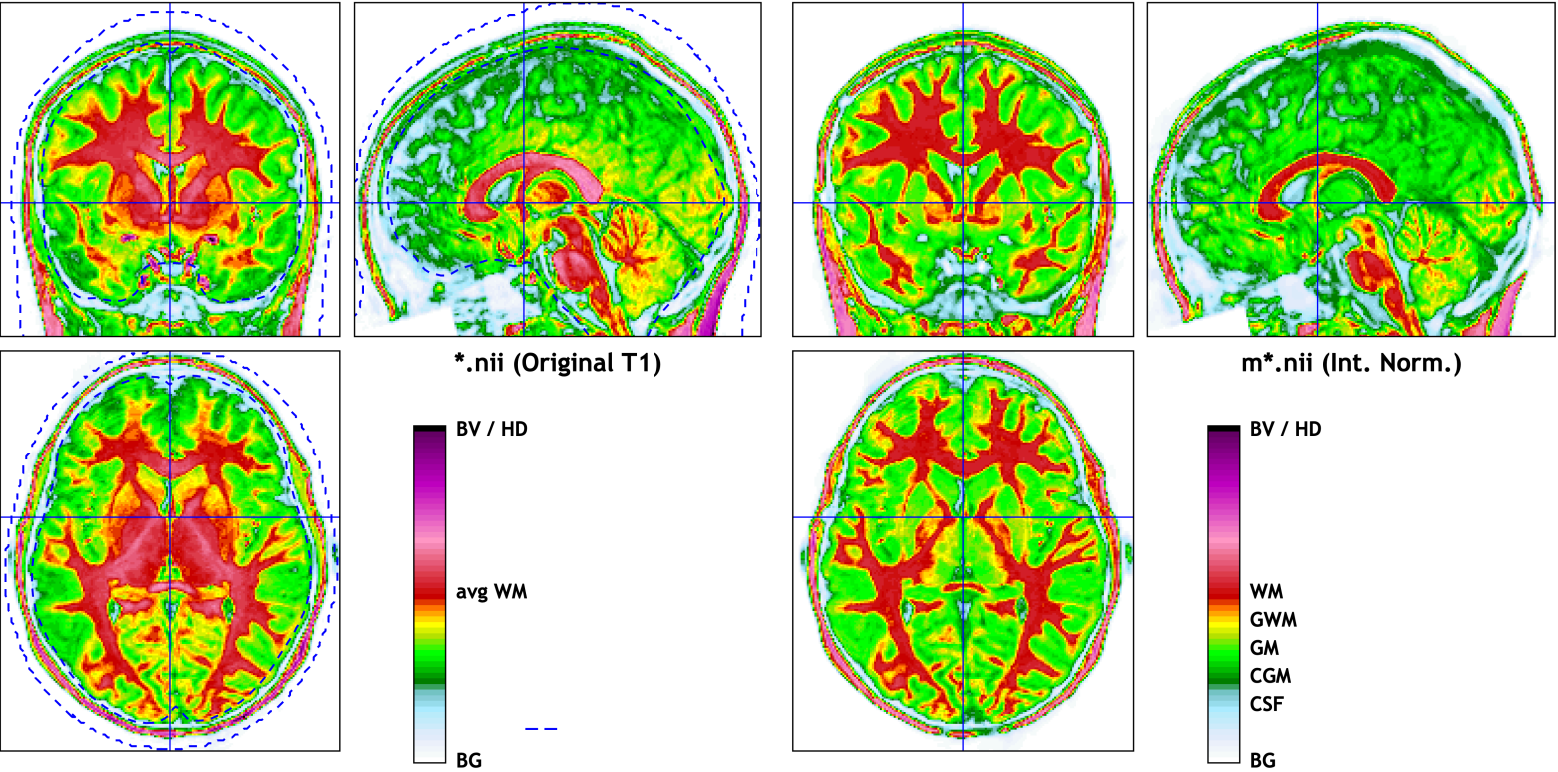 *.nii (Original T1)
m*.nii (Int. Norm.)
BV / HD
avg WM
BG
BV / HD
WM
GWM
GM
CGM
CSF
BG